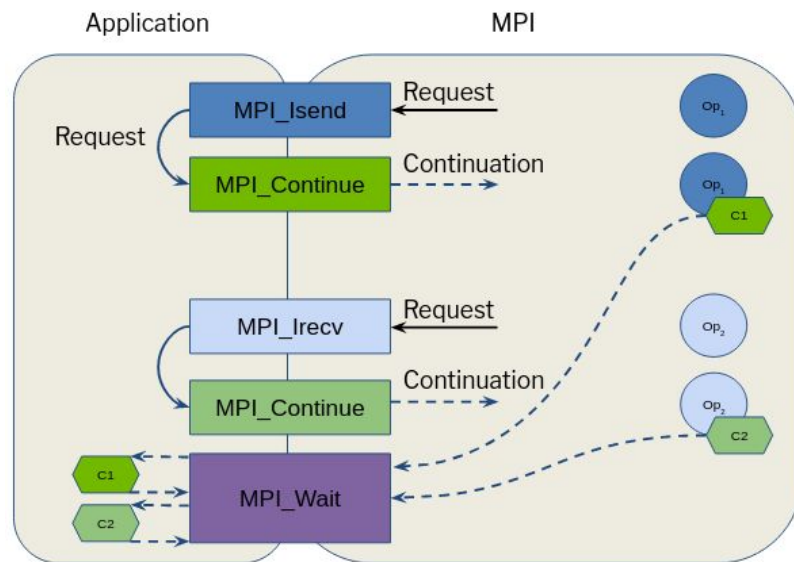 Application
MPI
MPI_Isend
Request
Op1
Request
MPI_Continue
Continuation
Op1
C1
MPI_Irecv
Request
Op2
MPI_Continue
Continuation
Op2
C2
C1
MPI_Wait
C2